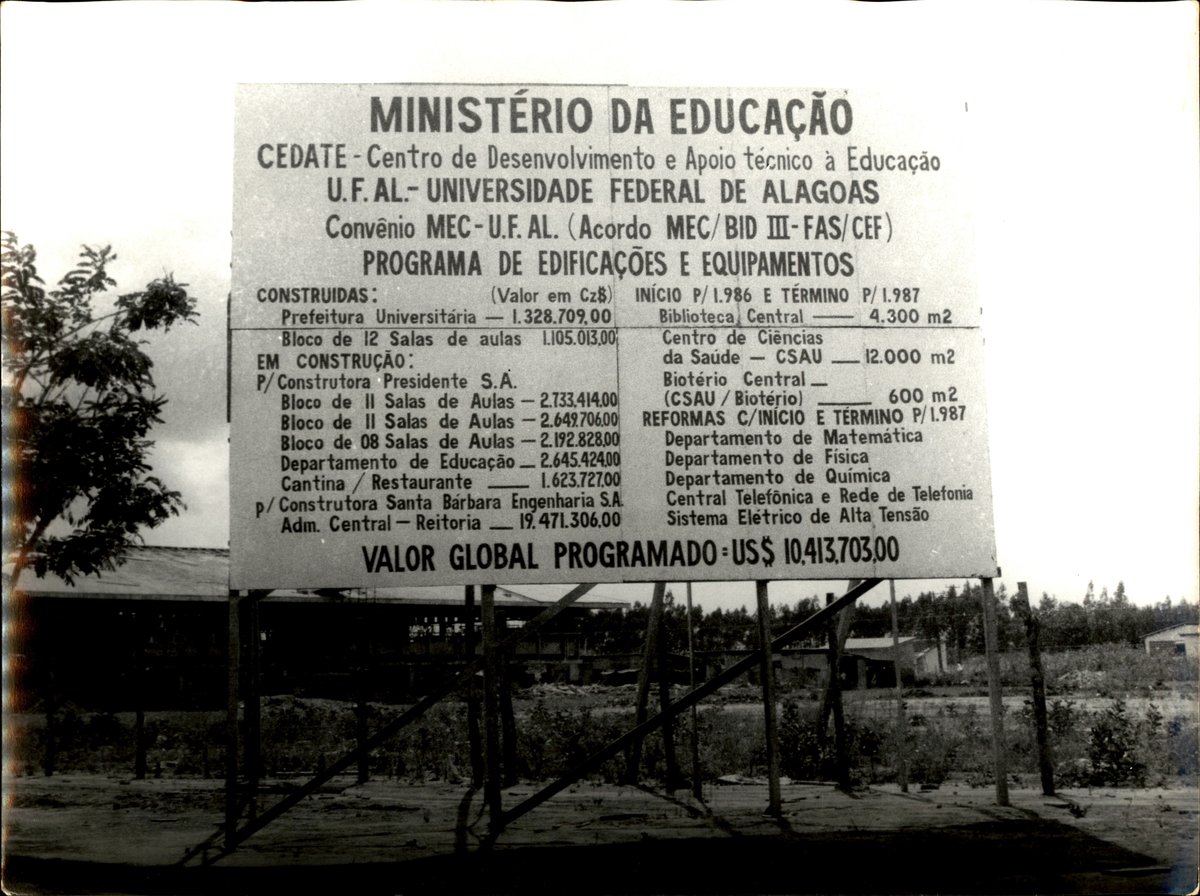 MINISTÉRIO DA EDUCAÇÃO
CEDATE - Centro de Desenvolvimento e Apoio técnico à Educação
U.F.AL.- UNIVERSIDADE FEDERAL DE ALAGOAS
Convênio MEC-U.F.AL. (Acordo MEC/BID III-FAS/CEF)
PROGRAMA DE EDIFICAÇÕES E EQUIPAMENTOS
CONSTRUIDAS: (Valor em Cz$)
Prefeitura Universitária — 1.328.709,00
Bloco de 12 Salas de aulas 1.105.013,00
EM CONSTRUÇÃO:
P/Construtora Presidente S.A.
Bloco de 11 Salas de Aulas — 2.733.414,00
Bloco de 11 Salas de Aulas — 2.649.706,00
Bloco de 08 Salas de Aulas — 2.192.828,00
Departamento de Educação — 2.645.424,00
Cantina / Restaurante — 1.623.727,00
p/Construtora Santa Bárbara Engenharia S.A.
Adm. Central — Reitoria — 19.471.306,00
INÍCIO P/1.986 E TÉRMINO P/1.987
Biblioteca Central — 4.300 m2
Centro de Ciências
da Saúde — CSAU — 12.000 m2
Biotério Central —
(CSAU / Biotério) — 600 m2
REFORMAS C/INÍCIO E TÉRMINO P/1.987
Departamento de Matemática
Departamento de Física
Departamento de Química
Central Telefônica e Rede de Telefonia
Sistema Elétrico de Alta Tensão
VALOR GLOBAL PROGRAMADO: US$ 10.413.703,00